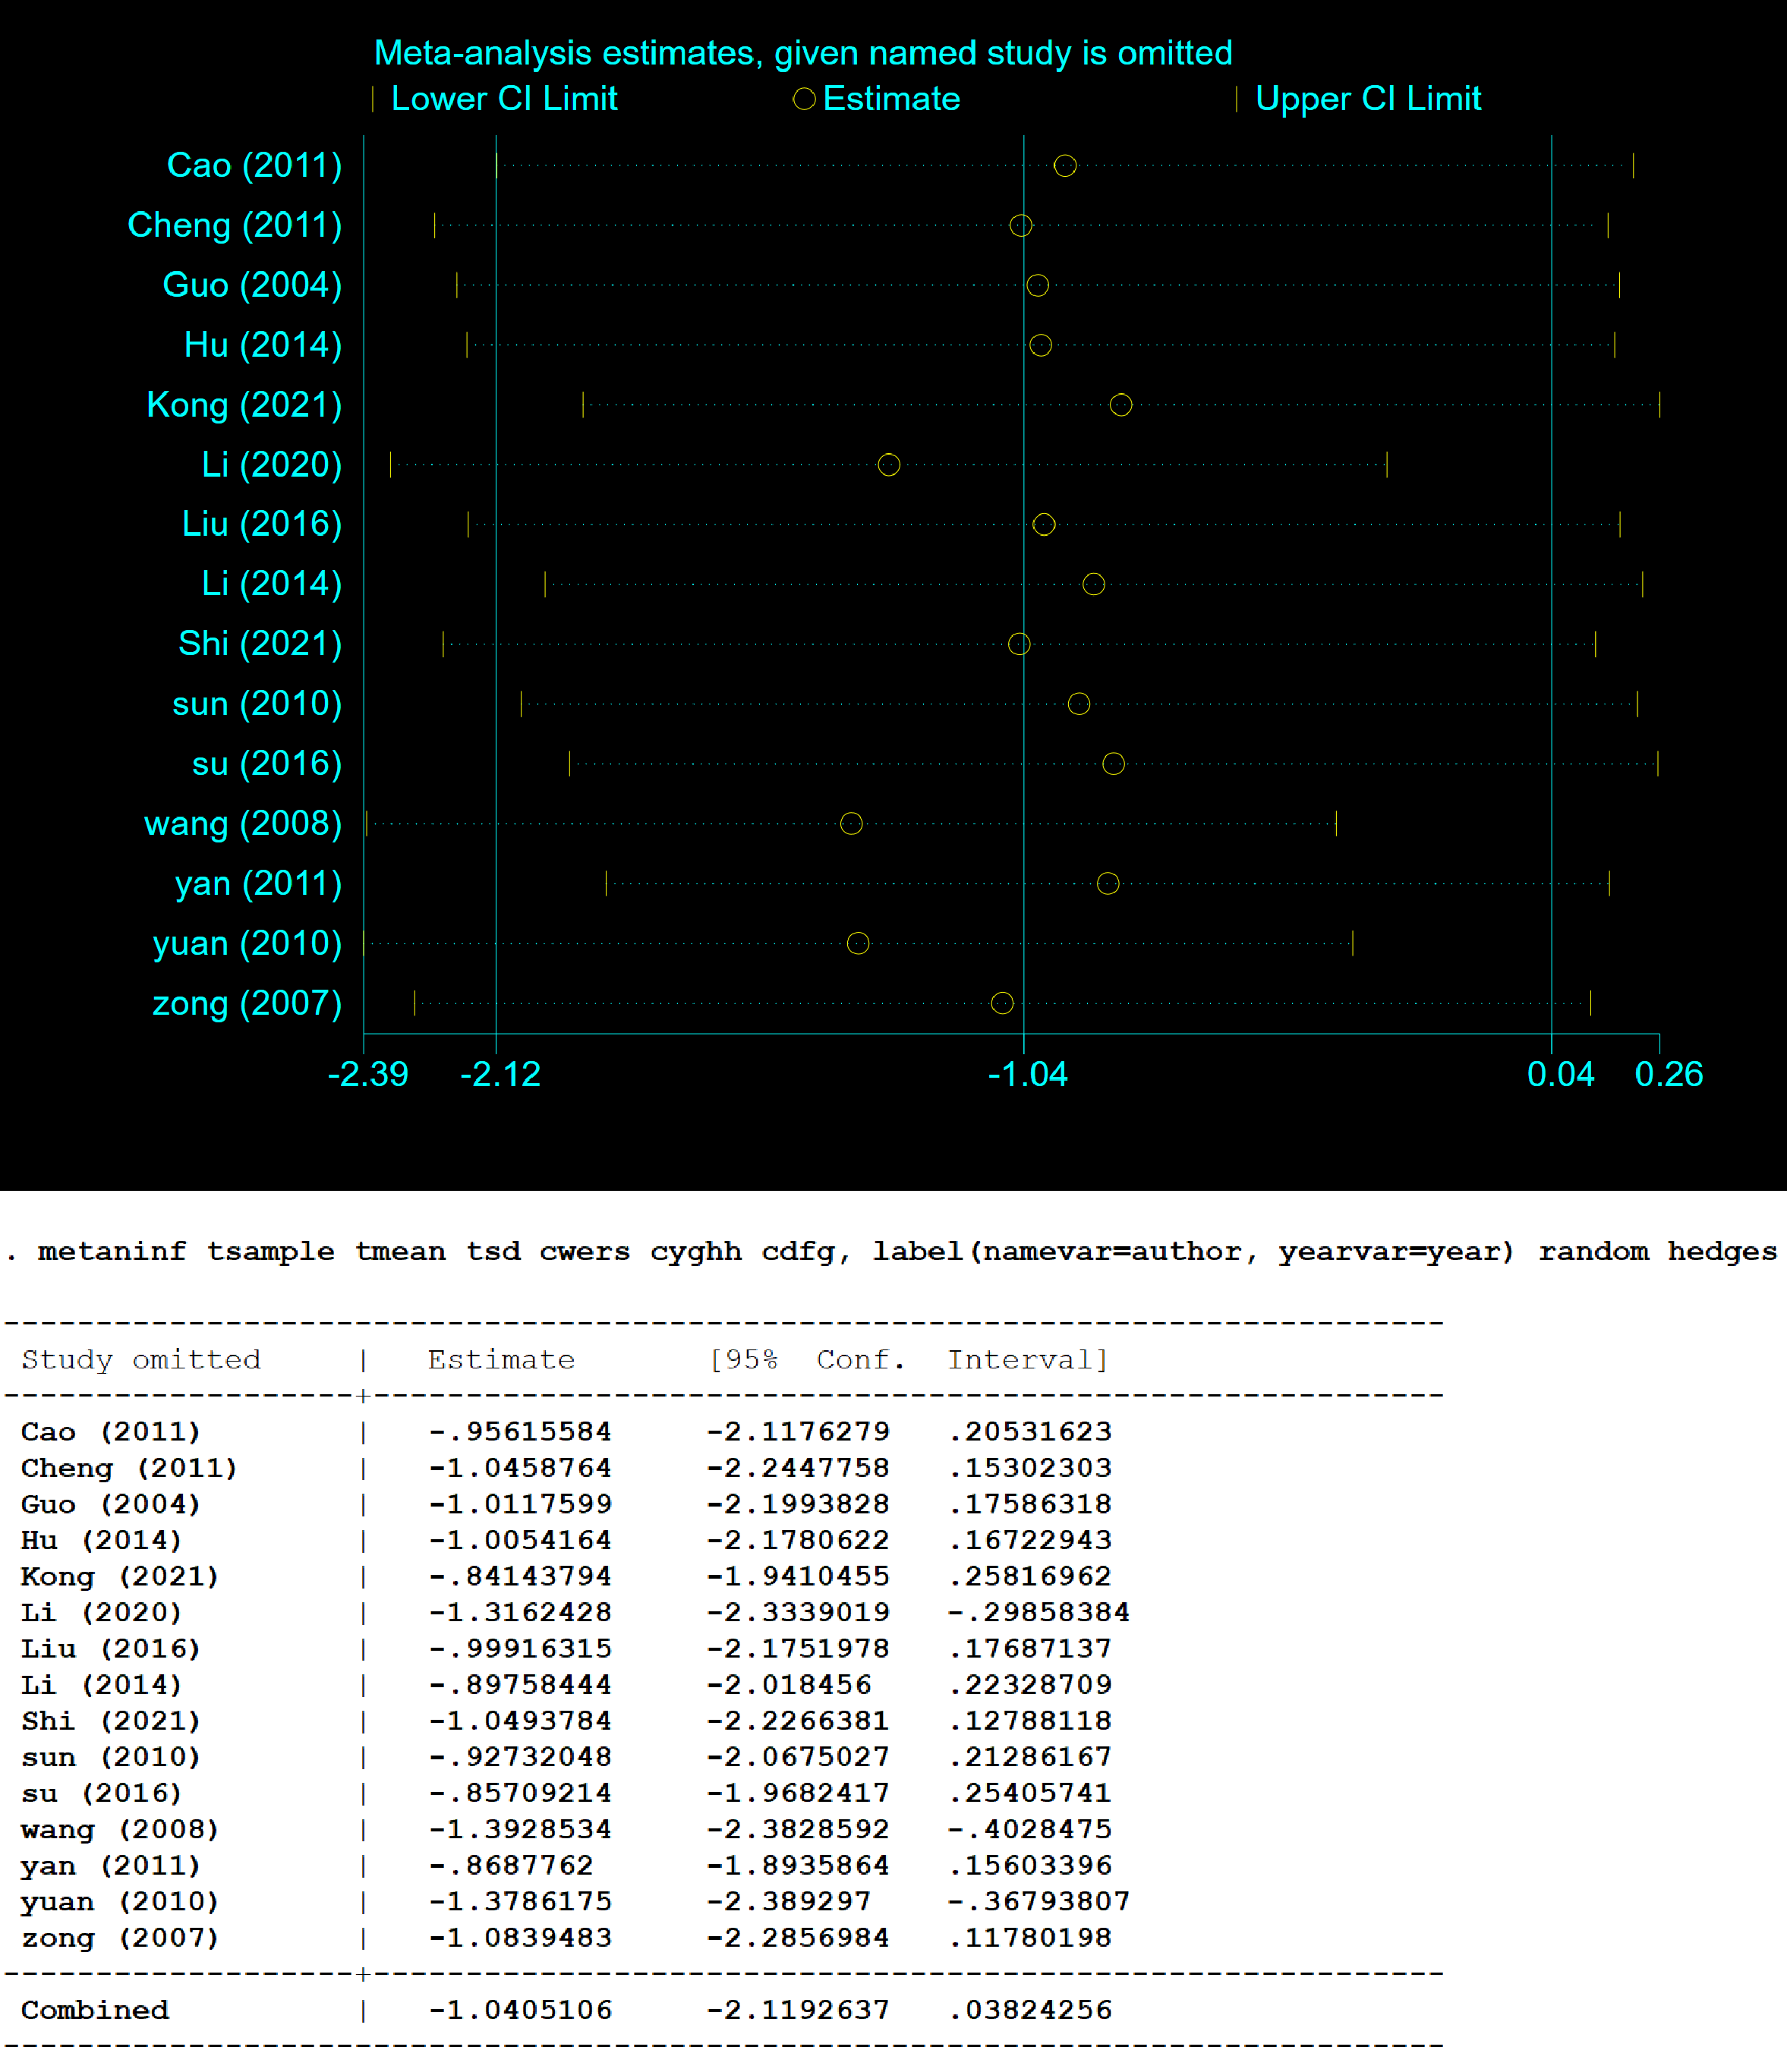 Meta-analysis estimates, given named study is omitted
Lower CI Limit Estimate Upper CI Limit
Cao (2011)
Cheng (2011)
Guo (2004)
Hu (2014)
Kong (2021)
Li (2020)
Liu (2016)
Li (2014)
Shi (2021)
sun (2010)
su (2016)
wang (2008)
yan (2011)
yuan (2010)
zong (2007)
-2.39 -2.12 -1.04 0.04 0.26
. metaninf tsample tmean tsd cwers cyghh cdfg, label(namevar=author, yearvar=year) random hedges
------------------------------------------------------------------------------
Study omitted | Estimate [95% Conf. Interval]
-------------------+----------------------------------------------------------
Cao (2011) | -.95615584 -2.1176279 .20531623
Cheng (2011) | -1.0458764 -2.2447758 .15302303
Guo (2004) | -1.0117599 -2.1993828 .17586318
Hu (2014) | -1.0054164 -2.1780622 .16722943
Kong (2021) | -.84143794 -1.9410455 .25816962
Li (2020) | -1.3162428 -2.3339019 -.29858384
Liu (2016) | -.99916315 -2.1751978 .17687137
Li (2014) | -.89758444 -2.018456 .22328709
Shi (2021) | -1.0493784 -2.2266381 .12788118
sun (2010) | -.92732048 -2.0675027 .21286167
su (2016) | -.85709214 -1.9682417 .25405741
wang (2008) | -1.3928534 -2.3828592 -.4028475
yan (2011) | -.8687762 -1.8935864 .15603396
yuan (2010) | -1.3786175 -2.389297 -.36793807
zong (2007) | -1.0839483 -2.2856984 .11780198
-------------------+----------------------------------------------------------
Combined | -1.0405106 -2.1192637 .03824256
------------------------------------------------------------------------------